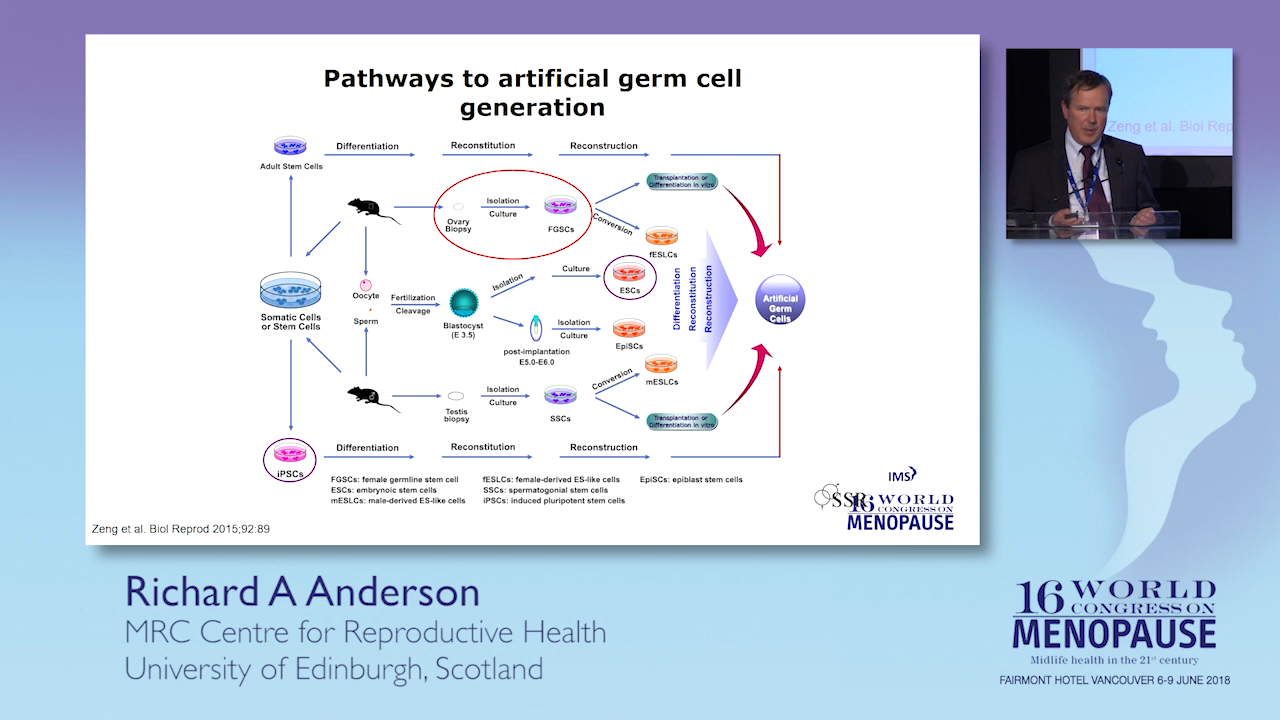 Pathways to artificial germ cell
generation
Adult Stem Cells
Differentiation
Reconstitution
Reconstruction
Transplantation or
Differentiation in vitro
Ovary
Biopsy
Isolation
Culture
FGSCs
Conversion
fESLCs
Somatic Cells
or Stem Cells
Oocyte
Sperm
Fertilization
Cleavage
Blastocyst
(E 3.5)
Isolation
Culture
ESCs
post-implantation
E5.0-E6.0
Isolation
Culture
EpiSCs
Differentiation
Reconstitution
Reconstruction
Artificial
Germ
Cells
Testis
biopsy
Isolation
Culture
SSCs
Conversion
mESLCs
Transplantation or
Differentiation in vitro
iPSCs
Differentiation
Reconstitution
Reconstruction
FGSCs: female germline stem cell
ESCs: embrynoic stem cells
mESLCs: male-derived ES-like cells
fESLCs: female-derived ES-like cells
SSCs: spermatogonial stem cells
iPSCs: induced pluripotent stem cells
EpiSCs: epiblast stem cells
Zeng et al. Biol Reprod 2015;92:89
IMS
SSR
16 WORLD
CONGRESS ON
MENOPAUSE
Zeng et al. Biol Rep
Richard A Anderson
MRC Centre for Reproductive Health
University of Edinburgh, Scotland
16 WORLD
CONGRESS ON
MENOPAUSE
Midlife health in the 21st century
FAIRMONT HOTEL VANCOUVER 6-9 JUNE 2018